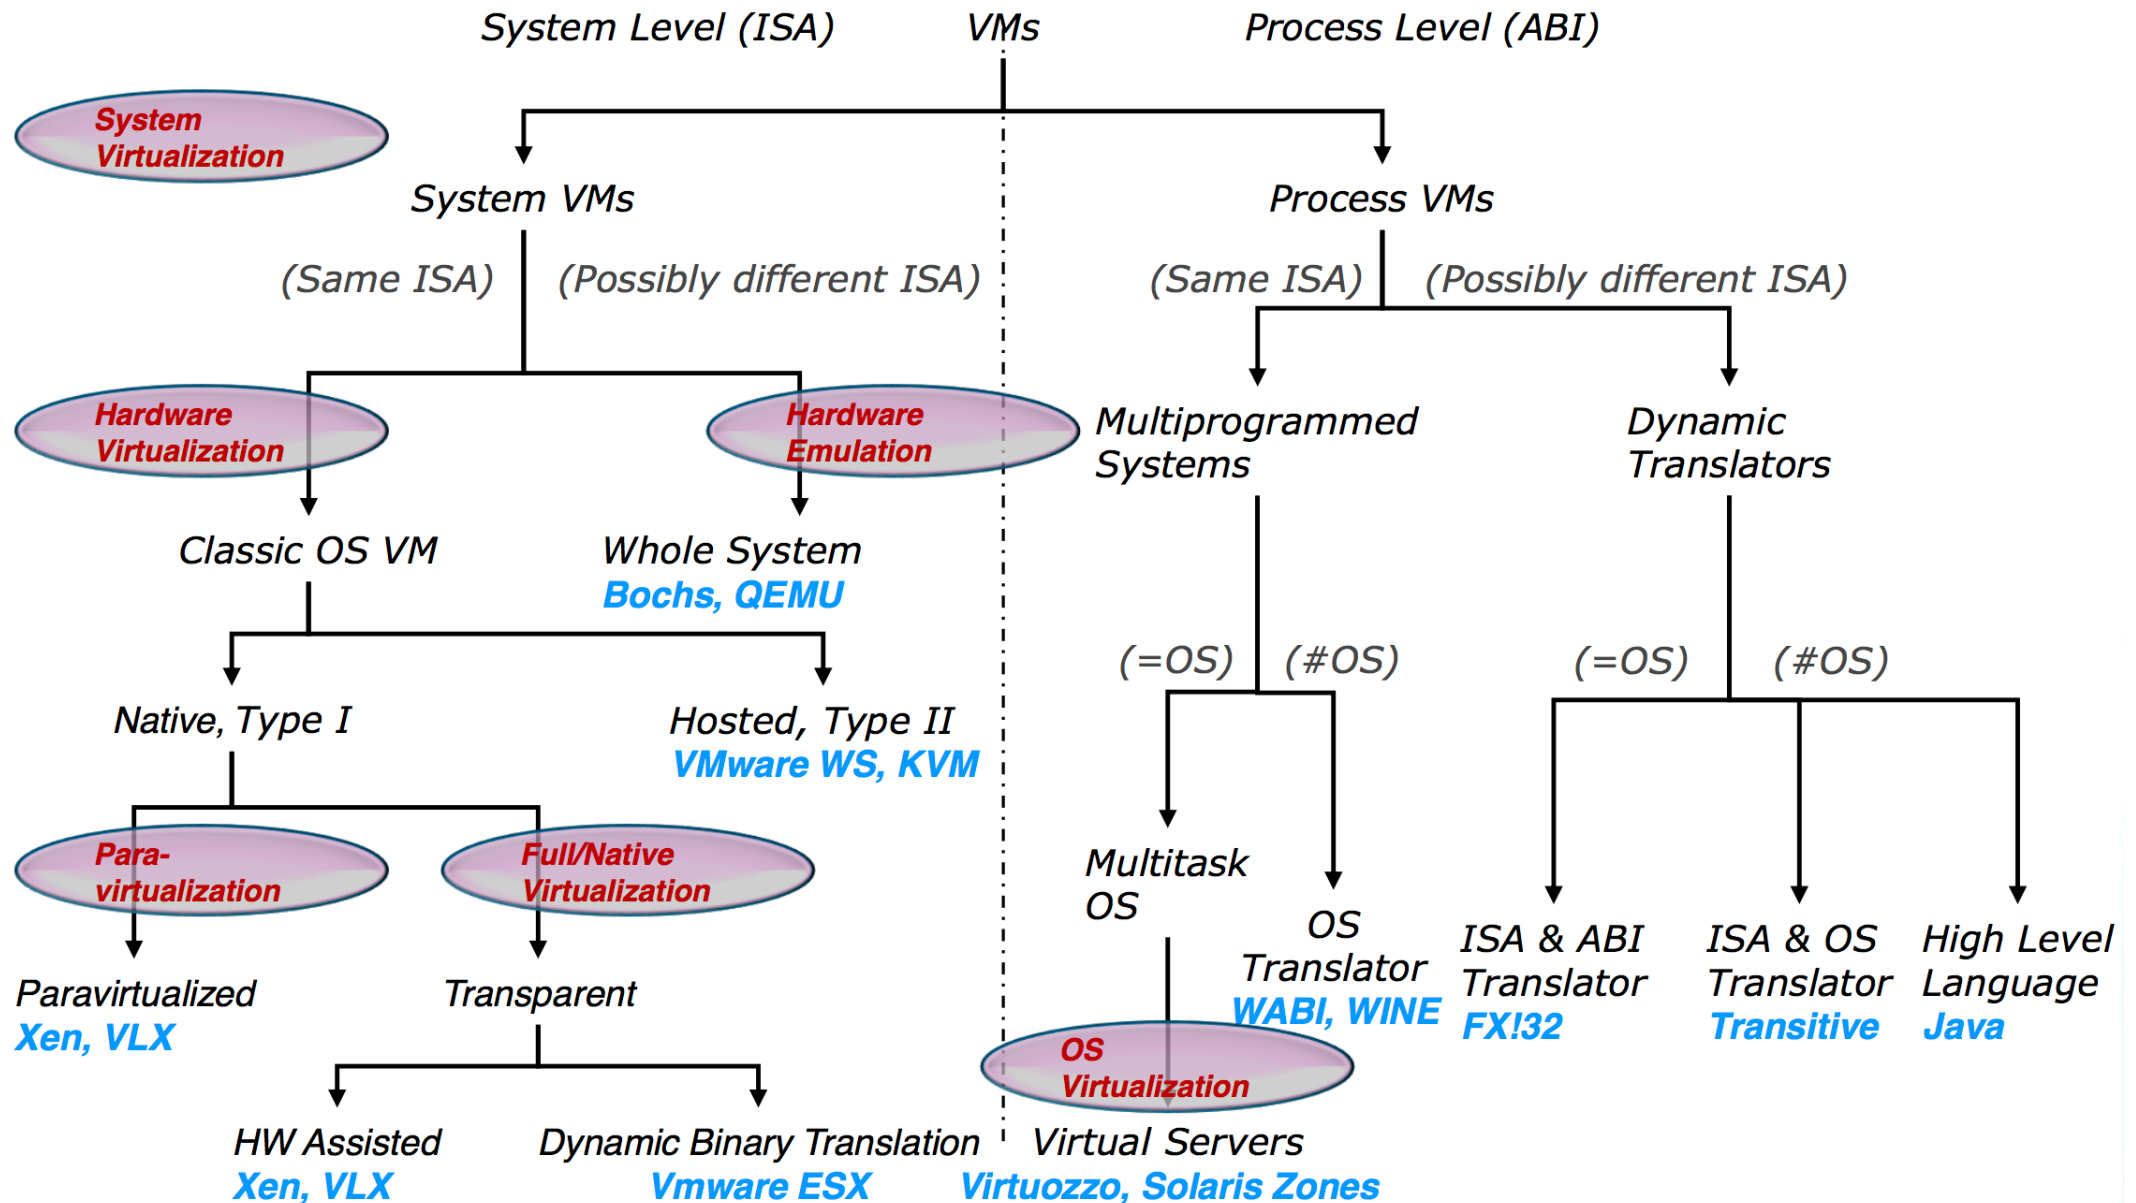 System Level (ISA)
VMs
Process Level (ABI)
System
Virtualization
System VMs
Process VMs
(Same ISA)
(Possibly different ISA)
(Same ISA)
(Possibly different ISA)
Hardware
Virtualization
Hardware
Emulation
Multiprogrammed
Systems
Dynamic
Translators
Classic OS VM
Whole System
Bochs, QEMU
(=OS)
(#OS)
(=OS)
(#OS)
Native, Type I
Hosted, Type II
VMware WS, KVM
Para-
virtualization
Full/Native
Virtualization
Multitask
OS
OS
Translator
WABI, WINE
ISA & ABI
Translator
FX!32
ISA & OS
Translator
Transitive
High Level
Language
Java
Paravirtualized
Xen, VLX
Transparent
OS
Virtualization
HW Assisted
Xen, VLX
Dynamic Binary Translation
Vmware ESX
Virtual Servers
Virtuozzo, Solaris Zones